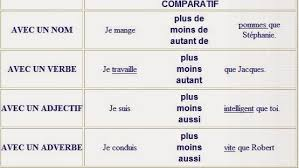 COMPARATIF
AVEC UN NOM Je mange plus de pommes que
moins de Stéphanie.
autant de
AVEC UN VERBE Je travaille plus
moins que Jacques.
autant
AVEC UN ADJECTIF Je suis plus
moins intelligent que toi.
aussi
AVEC UN ADVERBE Je conduis plus
moins vite que Robert
aussi